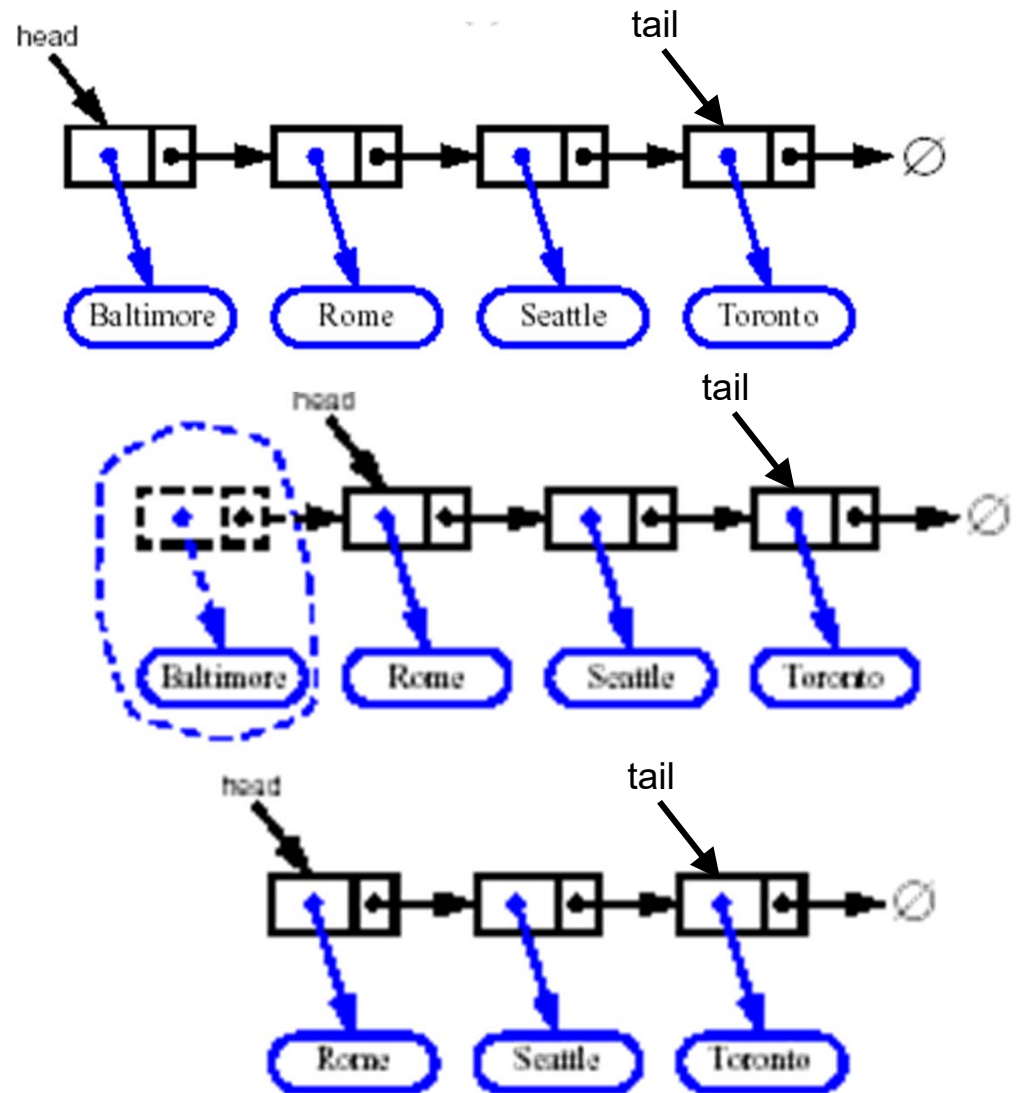 head
tail
∅
Baltimore Rome Seattle Toronto
head
tail
∅
Baltimore Rome Seattle Toronto
head
tail
∅
Rome Seattle Toronto